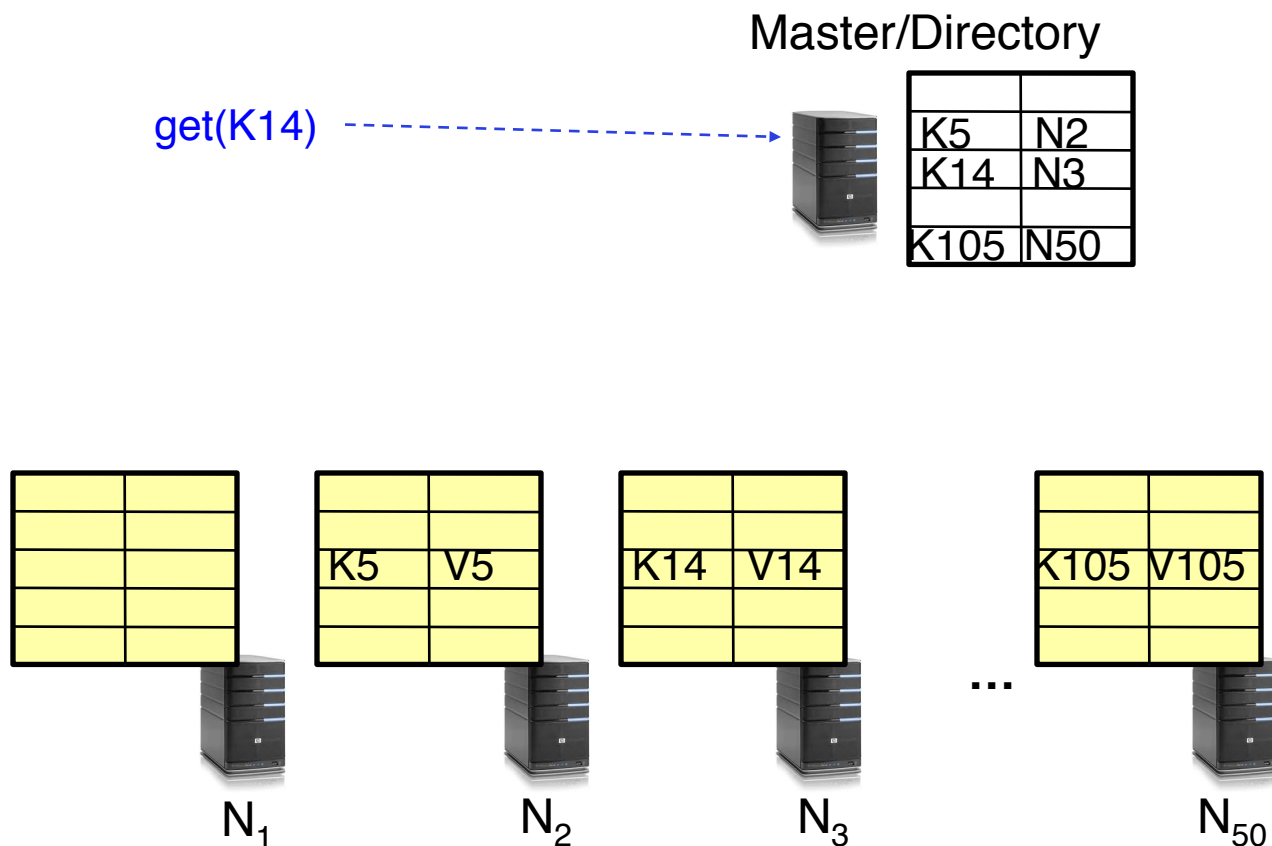 Master/Directory
get(K14)
K5 N2
K14 N3
K105 N50
K5 V5 K14 V14 K105 V105
...
N₁ N₂ N₃ N₅₀